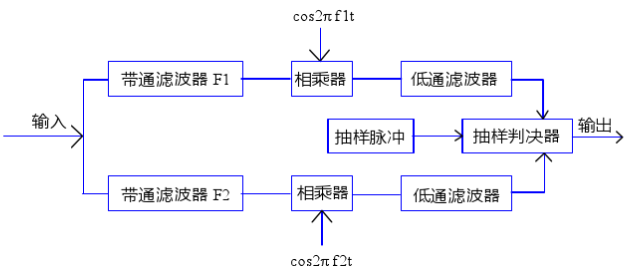 cos2πf1t
带通滤波器 F1
相乘器
低通滤波器
输入
抽样脉冲
抽样判决器
输出
带通滤波器 F2
相乘器
低通滤波器
cos2πf2t